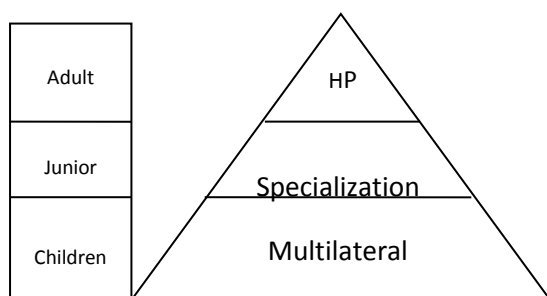 Adult
HP
Junior
Specialization
Children
Multilateral